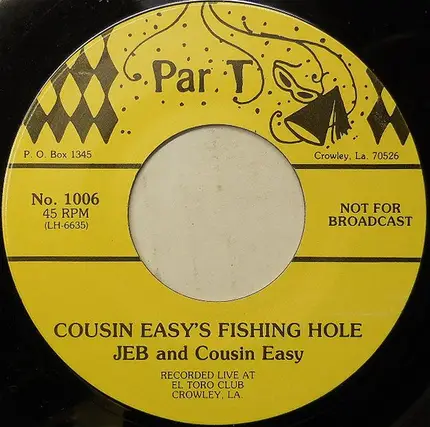 Par T
P. O. Box 1345
Crowley, La. 70526
No. 1006
45 RPM
(LH-6635)
NOT FOR
BROADCAST
COUSIN EASY'S FISHING HOLE
JEB and Cousin Easy
RECORDED LIVE AT
EL TORO CLUB
CROWLEY, LA.